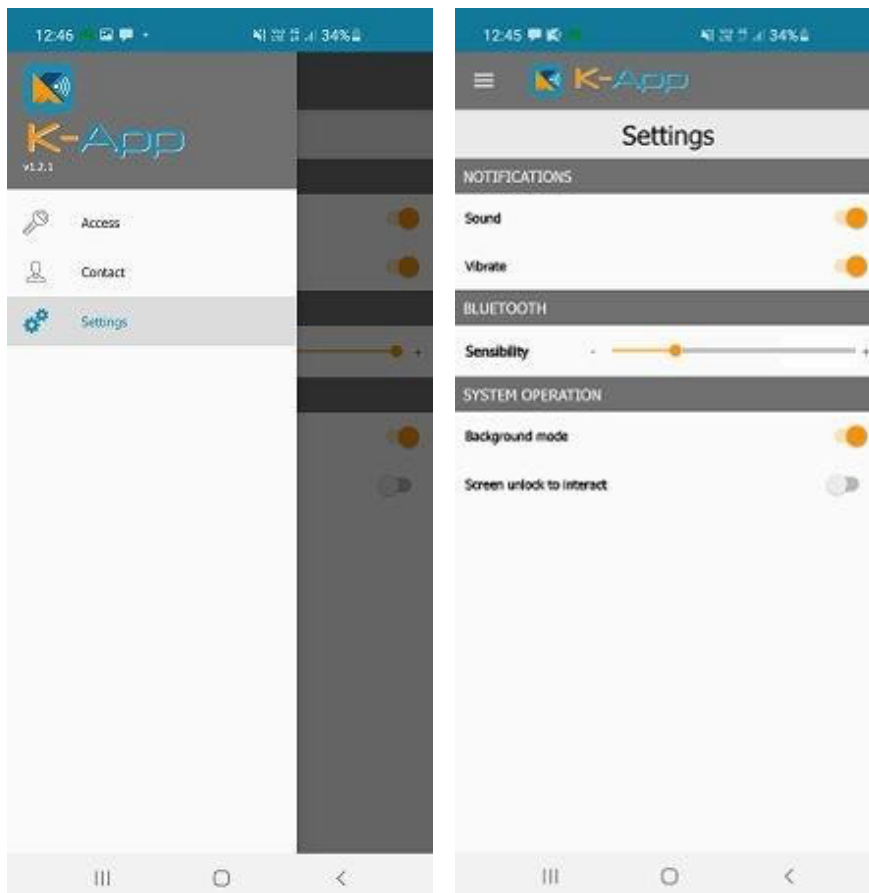 12:46
34%
K-App
v1.2.1
Access
Contact
Settings
12:45
34%
K-App
Settings
NOTIFICATIONS
Sound
Vibrate
BLUETOOTH
Sensibility - +
SYSTEM OPERATION
Background mode
Screen unlock to interact